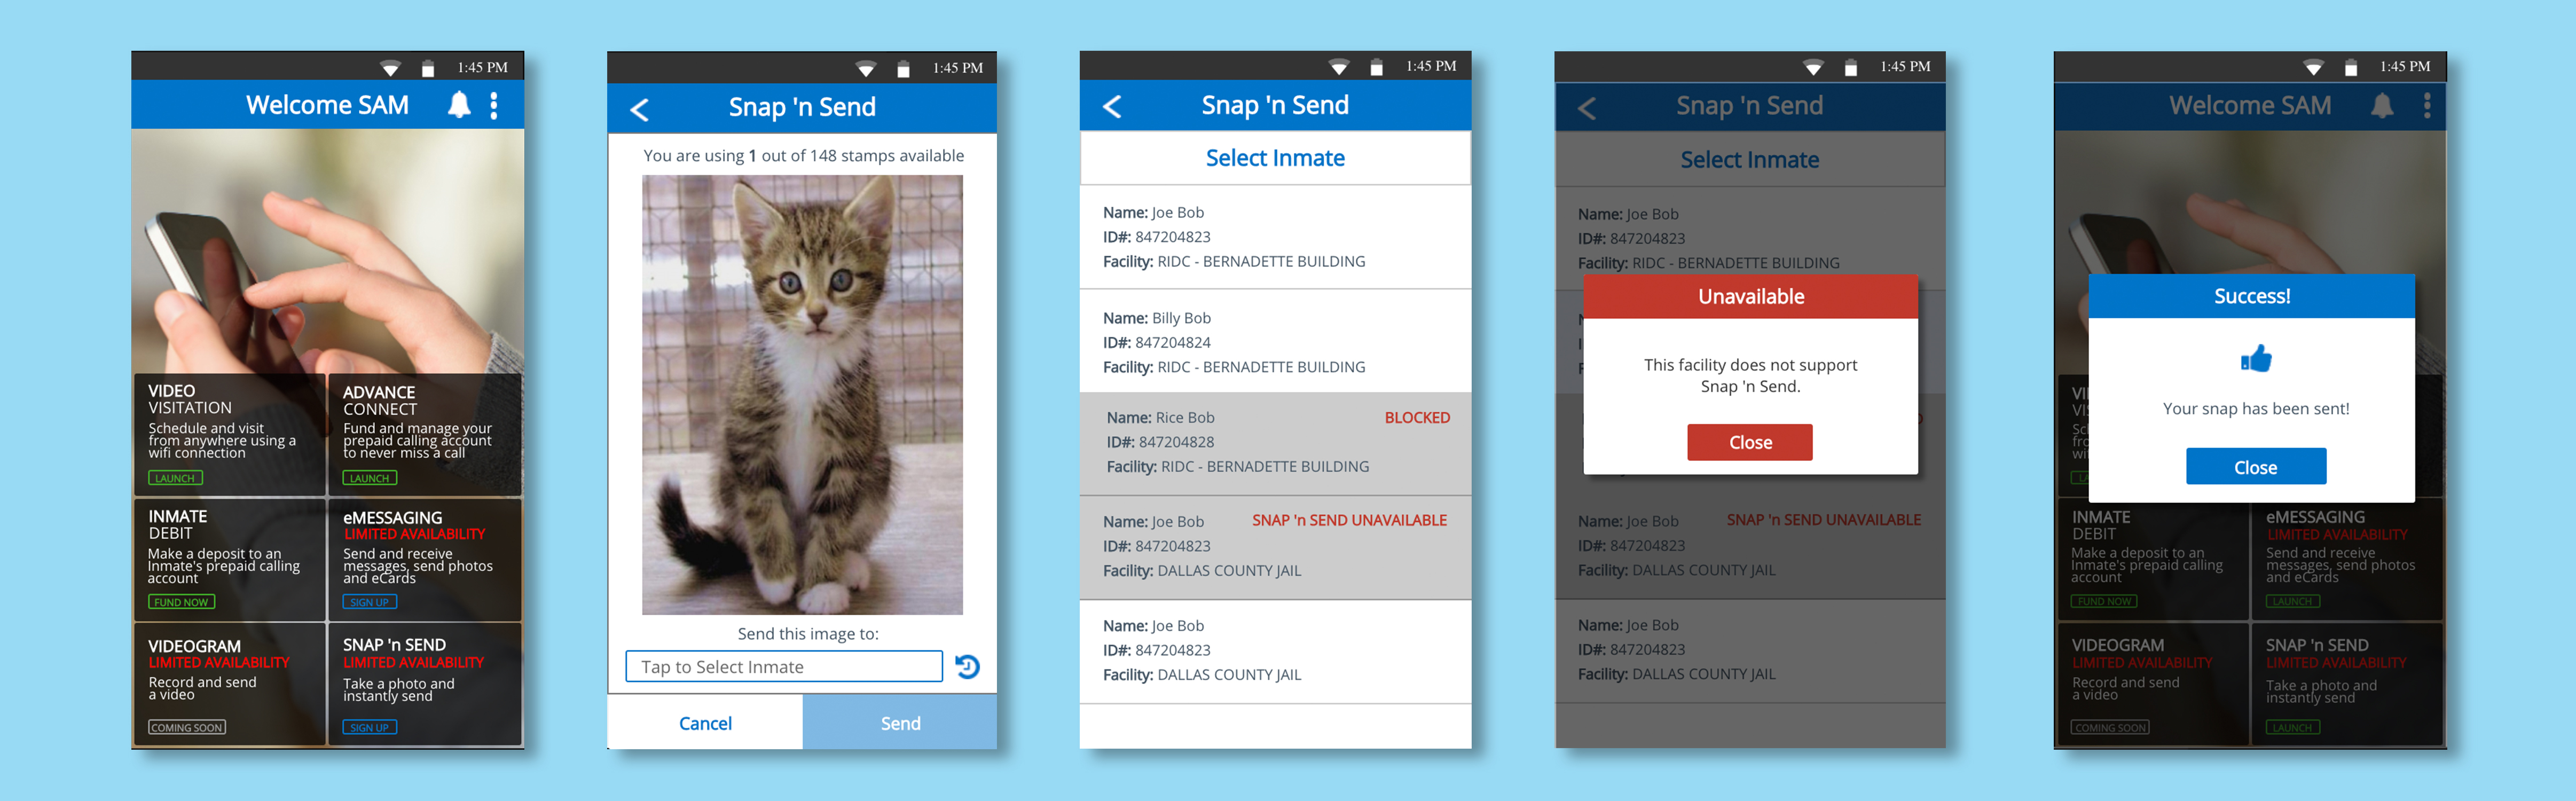 1:45 PM
Welcome SAM
VIDEO
VISITATION
Schedule and visit
from anywhere using a
wifi connection
LAUNCH
ADVANCE
CONNECT
Fund and manage your
prepaid calling account
to never miss a call
LAUNCH
INMATE
DEBIT
Make a deposit to an
Inmate's prepaid calling
account
FUND NOW
eMESSAGING
LIMITED AVAILABILITY
Send and receive
messages, send photos
and eCards
SIGN UP
VIDEOGRAM
LIMITED AVAILABILITY
Record and send
a video
COMING SOON
SNAP 'n SEND
LIMITED AVAILABILITY
Take a photo and
instantly send
SIGN UP
1:45 PM
Snap 'n Send
You are using 1 out of 148 stamps available
Send this image to:
Tap to Select Inmate
Cancel
Send
1:45 PM
Snap 'n Send
Select Inmate
Name: Joe Bob
ID#: 847204823
Facility: RIDC - BERNADETTE BUILDING
Name: Billy Bob
ID#: 847204824
Facility: RIDC - BERNADETTE BUILDING
Name: Rice Bob BLOCKED
ID#: 847204828
Facility: RIDC - BERNADETTE BUILDING
Name: Joe Bob SNAP 'n SEND UNAVAILABLE
ID#: 847204823
Facility: DALLAS COUNTY JAIL
Name: Joe Bob
ID#: 847204823
Facility: DALLAS COUNTY JAIL
1:45 PM
Snap 'n Send
Select Inmate
Name: Joe Bob
ID#: 847204823
Facility: RIDC - BERNADETTE BUILDING
Unavailable
This facility does not support
Snap 'n Send.
Close
Name: Joe Bob SNAP 'n SEND UNAVAILABLE
ID#: 847204823
Facility: DALLAS COUNTY JAIL
Name: Joe Bob
ID#: 847204823
Facility: DALLAS COUNTY JAIL
1:45 PM
Welcome SAM
Success!
Your snap has been sent!
Close
INMATE
DEBIT
Make a deposit to an
Inmate's prepaid calling
account
FUND NOW
eMESSAGING
LIMITED AVAILABILITY
Send and receive
messages, send photos
and eCards
LAUNCH
VIDEOGRAM
LIMITED AVAILABILITY
Record and send
a video
COMING SOON
SNAP 'n SEND
LIMITED AVAILABILITY
Take a photo and
instantly send
LAUNCH